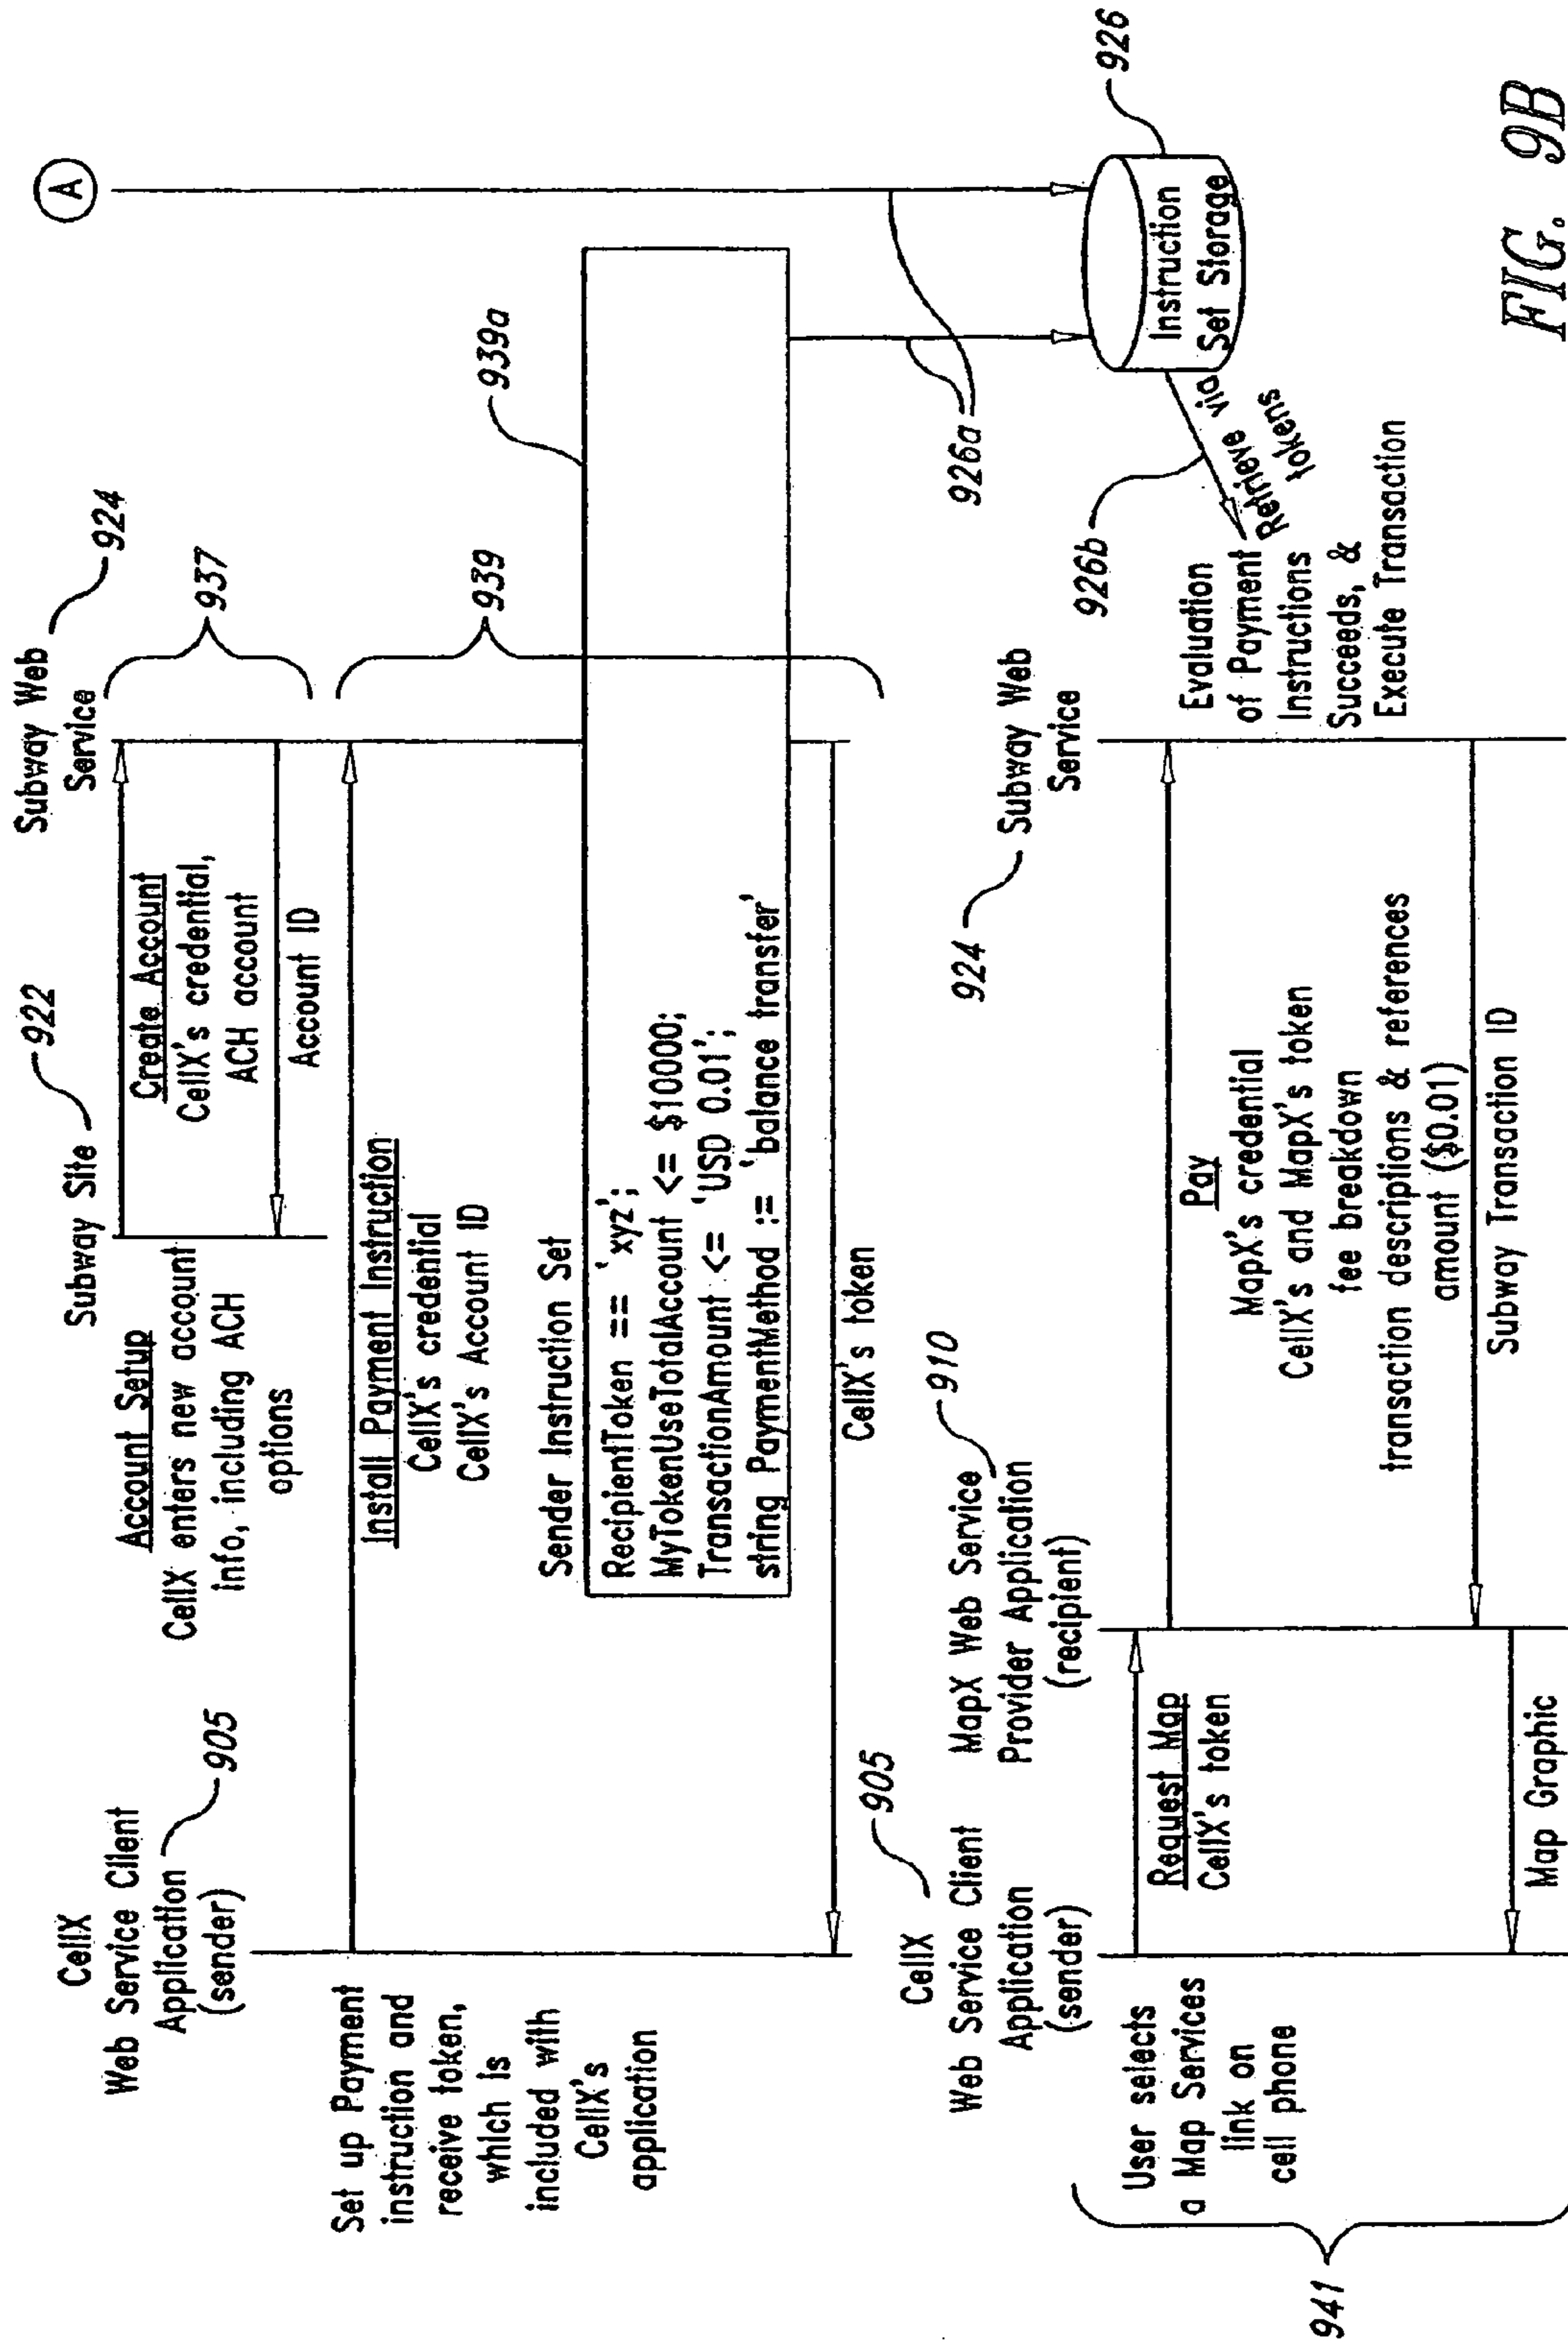 CellX
Web Service Client
Application
(sender)
905
Subway Site
922
Subway Web
Service
924
A
Account Setup
CellX enters new account
info, including ACH
options
Create Account
CellX's credential,
ACH account
Account ID
937
Set up Payment
instruction and
receive token,
which is
included with
CellX's
application
Install Payment Instruction
CellX's credential
CellX's Account ID
939
939a
Sender Instruction Set
RecipientToken == 'xyz';
MyTokenUseTotalAccount <= $10000;
TransactionAmount <= 'USD 0.01';
string PaymentMethod := 'balance transfer'
CellX's token
926a
CellX
Web Service Client
Application
(sender)
905
MapX Web Service
Provider Application
(recipient)
910
924
Subway Web
Service
926b
Retrieve via
tokens
Instruction
Set Storage
926
User selects
a Map Services
link on
cell phone
Request Map
CellX's token
Pay
MapX's credential
CellX's and MapX's token
fee breakdown
transaction descriptions & references
amount ($0.01)
Evaluation
of Payment
Instructions
Succeeds, &
Execute Transaction
Subway Transaction ID
Map Graphic
941
FIG. 9B